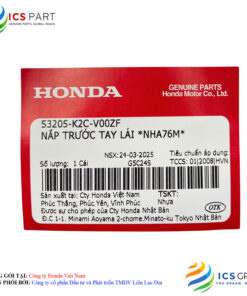 ICS PART
HONDA
GENUINE PARTS
Honda Motor Co., Ltd.
53205-K2C-V00ZF
NẮP TRƯỚC TAY LÁI *NHA76M*
NSX: 24-03-2025
GSC24S
Tiêu chuẩn áp dụng:
TCCS: 01|2008|HVN
Số lượng: 1 Cái
Sản xuất tại: Cty Honda Việt Nam
TSKT:
Phúc Thắng, Phúc Yên, Vĩnh Phúc
Nhựa
Được sự cho phép của Cty Honda Nhật Bản
OTK
Đ C 1-1. Minami Aoyama 2-chome.Minato-ku Tokyo Nhật Bản
ICS
GÓI TẠI: Công ty Honda Việt Nam
PHỐI BỞI: Công ty cổ phần Đầu tư và Phát triển TMDV Liên Lục Địa